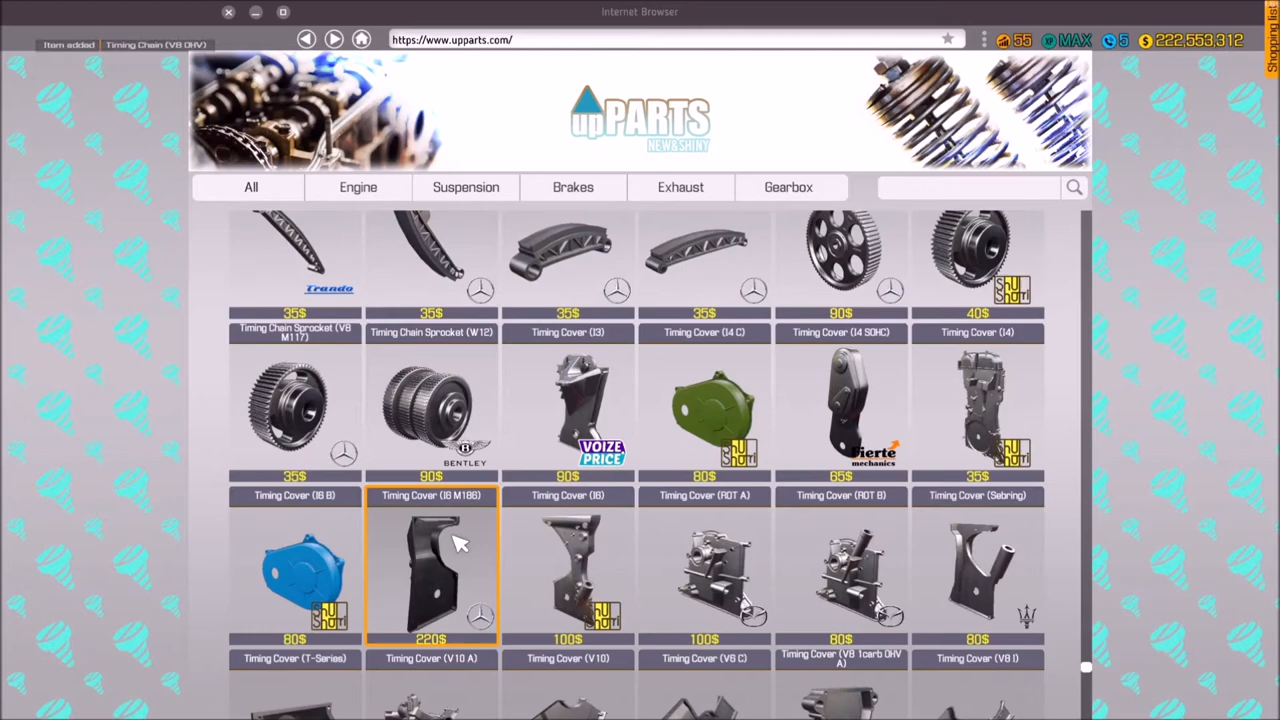 Internet Browser
Item added | Timing Chain (V8 OHV)
https://www.upparts.com/
55
XP MAX
5
$ 222,553,312
Shopping list
upPARTS
NEW&SHINY
All
Engine
Suspension
Brakes
Exhaust
Gearbox
Trando
35$
35$
35$
35$
90$
40$
Timing Chain Sprocket (V8 M117)
Timing Chain Sprocket (W12)
Timing Cover (I3)
Timing Cover (I4 C)
Timing Cover (I4 SOHC)
Timing Cover (I4)
BENTLEY
VOIZE PRICE
Shu Shuri
Fierte mechanics
Shu Shuri
35$
90$
90$
80$
65$
35$
Timing Cover (I6 B)
Timing Cover (I6 M186)
Timing Cover (I6)
Timing Cover (ROT A)
Timing Cover (ROT B)
Timing Cover (Sebring)
80$
220$
100$
100$
80$
80$
Timing Cover (T-Series)
Timing Cover (V10 A)
Timing Cover (V10)
Timing Cover (V6 C)
Timing Cover (V8 1carb OHV A)
Timing Cover (V8 I)